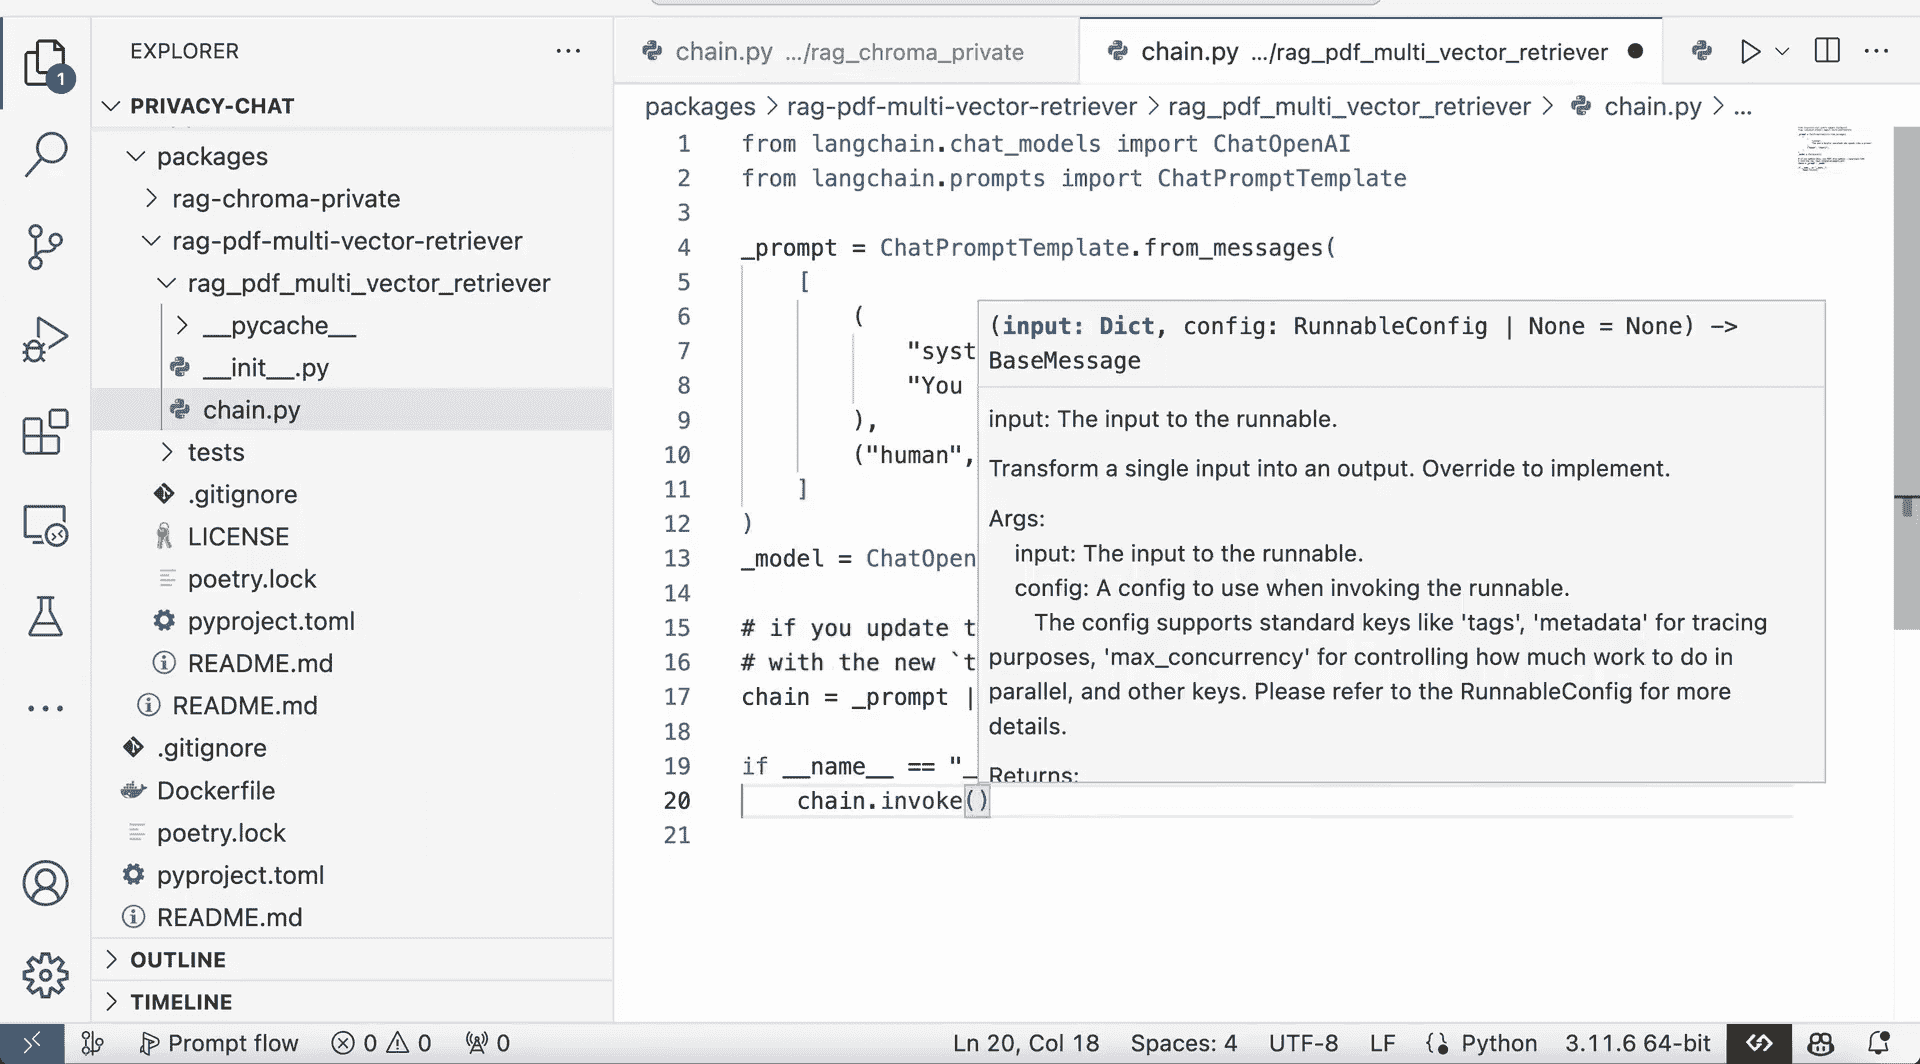 EXPLORER
PRIVACY-CHAT
packages
rag-chroma-private
rag-pdf-multi-vector-retriever
rag_pdf_multi_vector_retriever
__pycache__
__init__.py
chain.py
tests
.gitignore
LICENSE
poetry.lock
pyproject.toml
README.md
README.md
.gitignore
Dockerfile
poetry.lock
pyproject.toml
README.md
OUTLINE
TIMELINE
1
chain.py .../rag_chroma_private
chain.py .../rag_pdf_multi_vector_retriever
packages > rag-pdf-multi-vector-retriever > rag_pdf_multi_vector_retriever > chain.py > ...
1 from langchain.chat_models import ChatOpenAI
2 from langchain.prompts import ChatPromptTemplate
3
4 _prompt = ChatPromptTemplate.from_messages(
5 [
6 (
7 "syst
8 "You
9 ),
10 ("human",
11 ]
12 )
13 _model = ChatOpen
14
15 # if you update t
16 # with the new `t
17 chain = _prompt |
18
19 if __name__ == "_
20 chain.invoke()
21
(input: Dict, config: RunnableConfig | None = None) ->
BaseMessage
input: The input to the runnable.
Transform a single input into an output. Override to implement.
Args:
input: The input to the runnable.
config: A config to use when invoking the runnable.
The config supports standard keys like 'tags', 'metadata' for tracing
purposes, 'max_concurrency' for controlling how much work to do in
parallel, and other keys. Please refer to the RunnableConfig for more
details.
Returns:
Prompt flow 0 0 0 Ln 20, Col 18 Spaces: 4 UTF-8 LF Python 3.11.6 64-bit